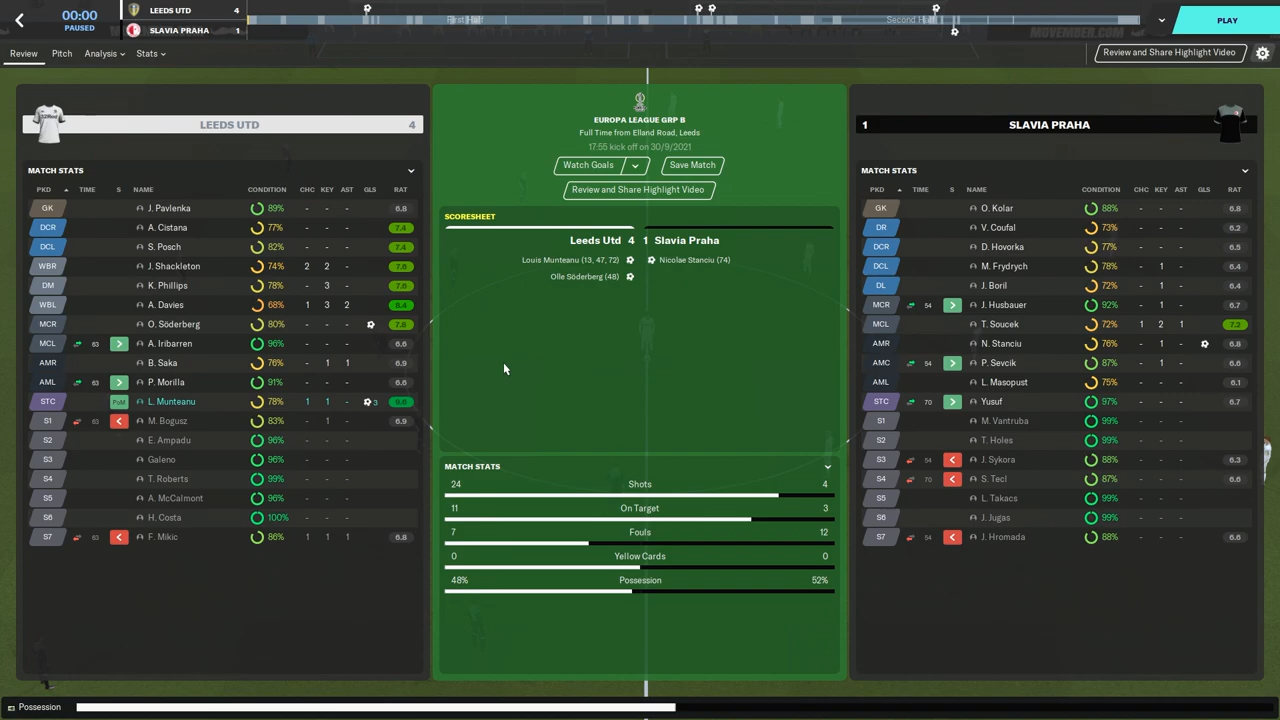 00:00
PAUSED
LEEDS UTD 4
SLAVIA PRAHA 1
First Half
Second Half
MOVEMBER.COM
PLAY
Review Pitch Analysis Stats
Review and Share Highlight Video
LEEDS UTD 4
MATCH STATS
PKD TIME S NAME CONDITION CHC KEY AST GLS RAT
GK J. Pavlenka 89% - - - 6.8
DCR A. Cistana 77% - - - 7.4
DCL S. Posch 82% - - - 7.4
WBR J. Shackleton 74% 2 2 -
DM K. Phillips 78% - 3 -
WBL A. Davies 68% 1 3 2 8.4
MCR O. Söderberg 80% - - -
MCL 63 A. Iribarren 96% - - - 6.6
AMR B. Saka 76% - 1 1 6.9
AML 63 P. Morilla 91% - - - 6.6
STC PoM L. Munteanu 78% 1 1 - 3
S1 63 M. Bogusz 83% - 1 - 6.9
S2 E. Ampadu 96% - - -
S3 Galeno 96% - - -
S4 T. Roberts 99% - - -
S5 A. McCalmont 96% - - -
S6 H. Costa 100% - - -
S7 63 F. Mikic 86% 1 1 1 6.8
EUROPA LEAGUE GRP B
Full Time from Elland Road, Leeds
17:55 kick off on 30/9/2021
Watch Goals
Save Match
Review and Share Highlight Video
SCORESHEET
Leeds Utd 4 1 Slavia Praha
Louis Munteanu (13, 47, 72) Nicolae Stanciu (74)
Olle Söderberg (48)
MATCH STATS
24 Shots 4
11 On Target 3
7 Fouls 12
0 Yellow Cards 0
48% Possession 52%
1 SLAVIA PRAHA
MATCH STATS
PKD TIME S NAME CONDITION CHC KEY AST GLS RAT
GK O. Kolar 88% - - - 6.8
DR V. Coufal 73% - - - 6.2
DCR D. Hovorka 77% - - - 6.5
DCL M. Frydrych 78% - 1 - 6.4
DL J. Boril 72% - 1 - 6.4
MCR 54 J. Husbauer 92% - - - 6.7
MCL T. Soucek 72% 1 2 1 7.2
AMR N. Stanciu 76% - 1 - 6.8
AMC 54 P. Sevcik 87% - 1 - 6.6
AML L. Masopust 75% - - - 6.1
STC 70 Yusuf 97% - - - 6.7
S1 M. Vantruba 99% - - -
S2 T. Holes 99% - - -
S3 54 J. Sykora 88% - - - 6.3
S4 70 S. Tecl 87% - - - 6.6
S5 L. Takacs 99% - - -
S6 J. Jugas 99% - - -
S7 54 J. Hromada 88% - - - 6.6
Possession